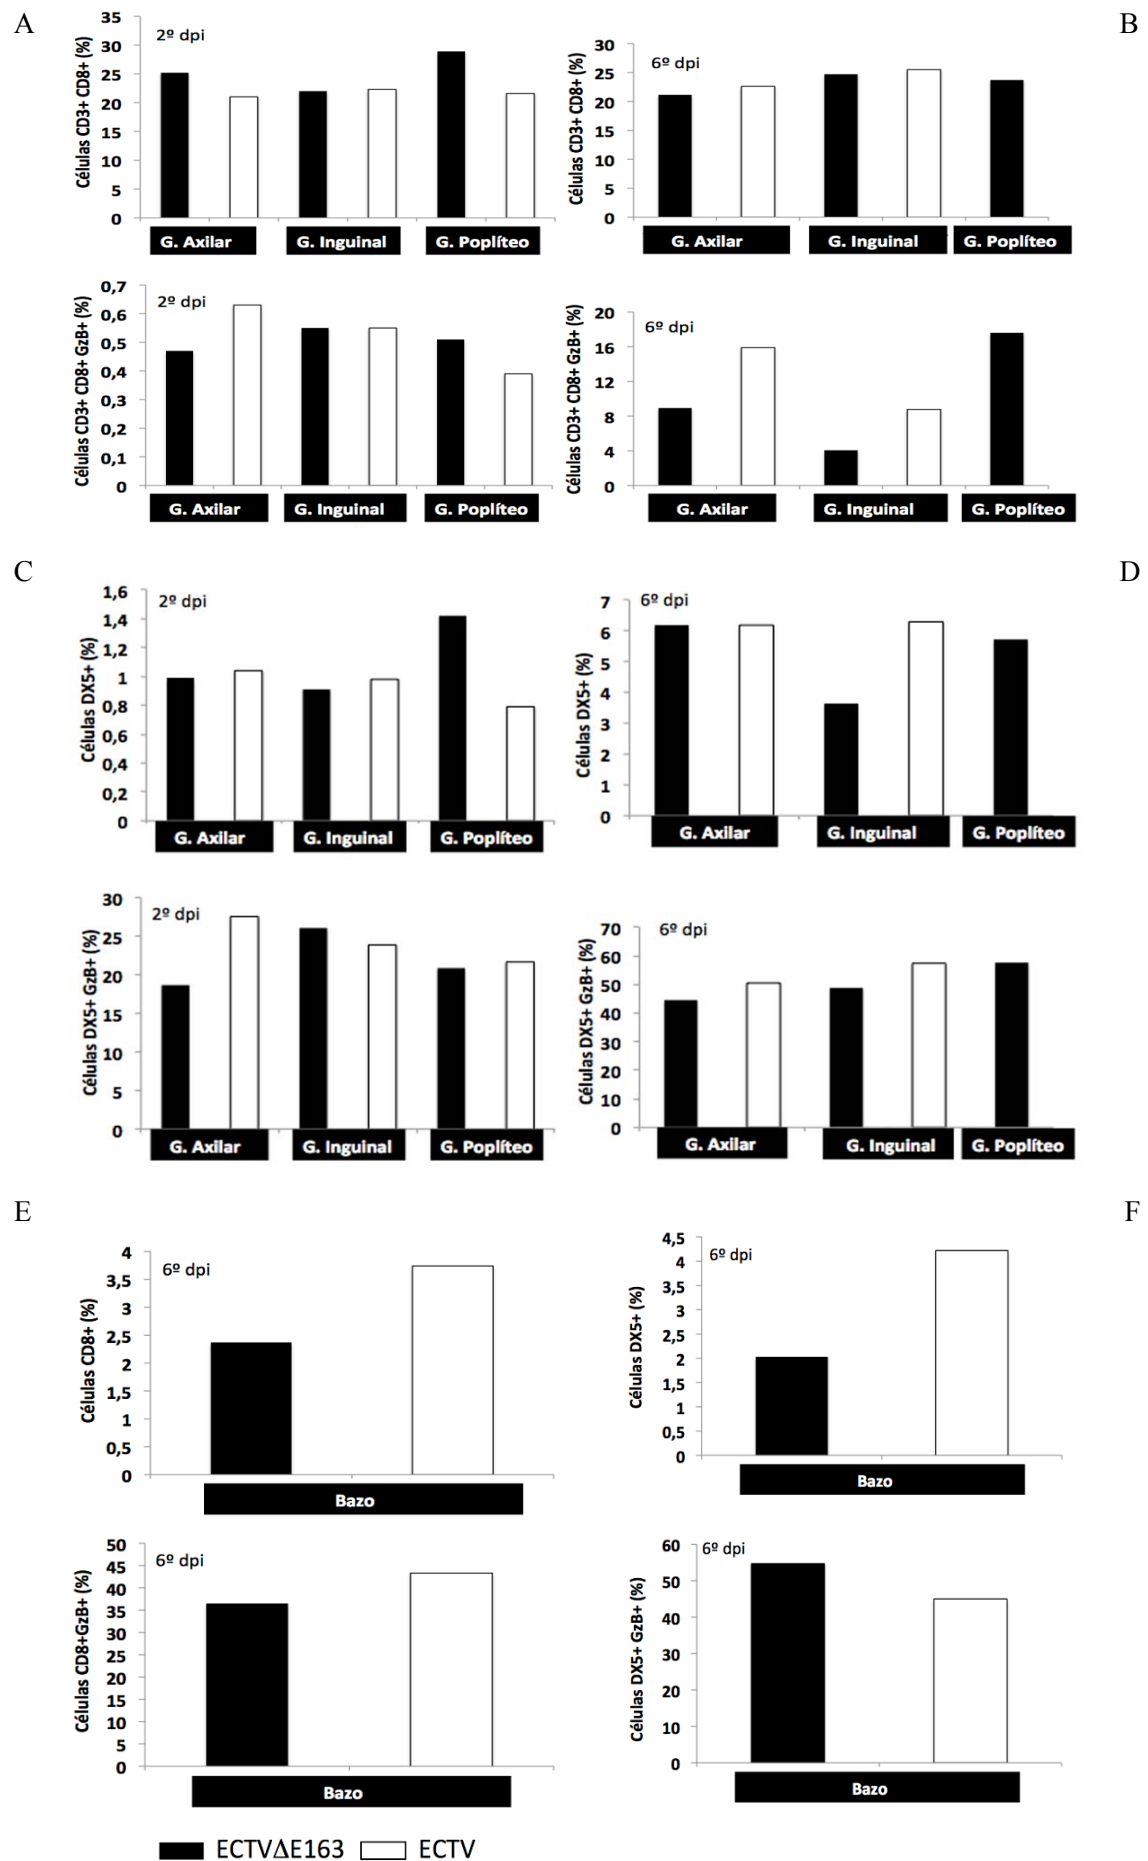 A
B
Células CD3+ CD8+ (%)
35
30
25
20
15
10
5
0
2º dpi
G. Axilar
G. Inguinal
G. Poplíteo
Células CD3+ CD8+ (%)
30
25
20
15
10
5
0
6º dpi
G. Axilar
G. Inguinal
G. Poplíteo
Células CD3+ CD8+ GzB+ (%)
0,7
0,6
0,5
0,4
0,3
0,2
0,1
0
2º dpi
G. Axilar
G. Inguinal
G. Poplíteo
Células CD3+ CD8+ GzB+ (%)
20
16
12
8
4
0
6º dpi
G. Axilar
G. Inguinal
G. Poplíteo
C
D
Células DX5+ (%)
1,6
1,4
1,2
1
0,8
0,6
0,4
0,2
0
2º dpi
G. Axilar
G. Inguinal
G. Poplíteo
Células DX5+ (%)
7
6
5
4
3
2
1
0
6º dpi
G. Axilar
G. Inguinal
G. Poplíteo
Células DX5+ GzB+ (%)
30
25
20
15
10
5
0
2º dpi
G. Axilar
G. Inguinal
G. Poplíteo
Células DX5+ GzB+ (%)
70
60
50
40
30
20
10
0
6º dpi
G. Axilar
G. Inguinal
G. Poplíteo
E
F
Células CD8+ (%)
4
3,5
3
2,5
2
1,5
1
0,5
0
6º dpi
Bazo
Células DX5+ (%)
4,5
4
3,5
3
2,5
2
1,5
1
0,5
0
6º dpi
Bazo
Células CD8+GzB+ (%)
50
45
40
35
30
25
20
15
10
5
0
6º dpi
Bazo
Células DX5+ GzB+ (%)
60
50
40
30
20
10
0
6º dpi
Bazo
ECTVΔE163
ECTV